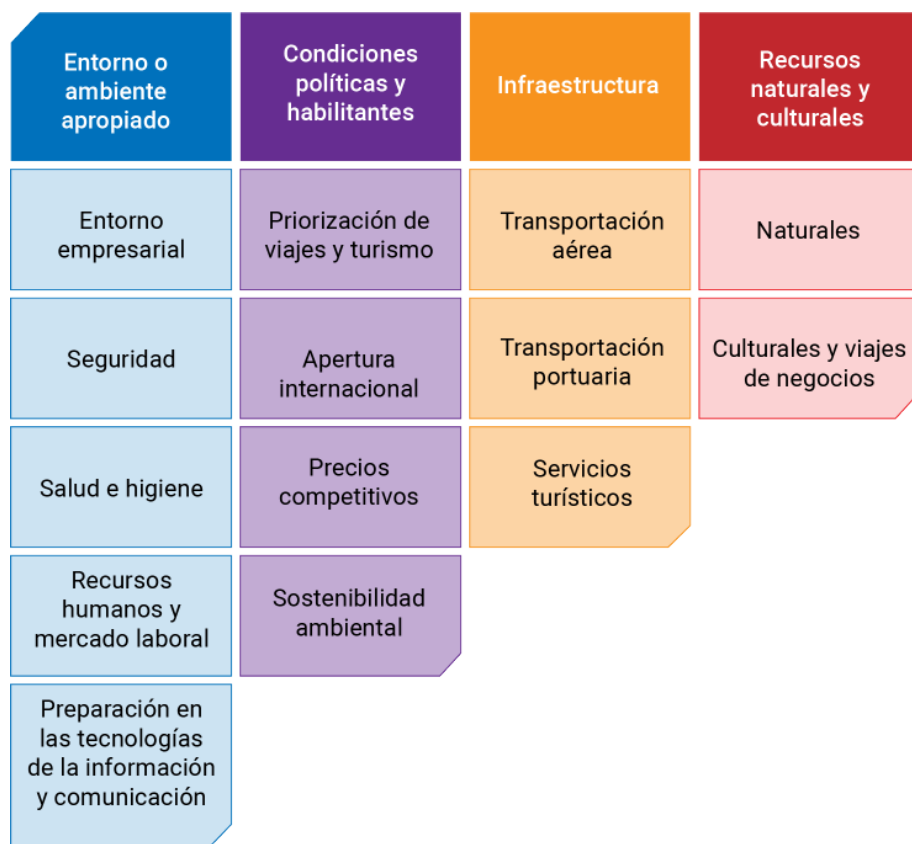 Entorno o
ambiente
apropiado
Condiciones
políticas y
habilitantes
Infraestructura
Recursos
naturales y
culturales
Entorno
empresarial
Priorización de
viajes y turismo
Transportación
aérea
Naturales
Seguridad
Apertura
internacional
Transportación
portuaria
Culturales y viajes
de negocios
Salud e higiene
Precios
competitivos
Servicios
turísticos
Recursos
humanos y
mercado laboral
Sostenibilidad
ambiental
Preparación en
las tecnologías
de la información
y comunicación